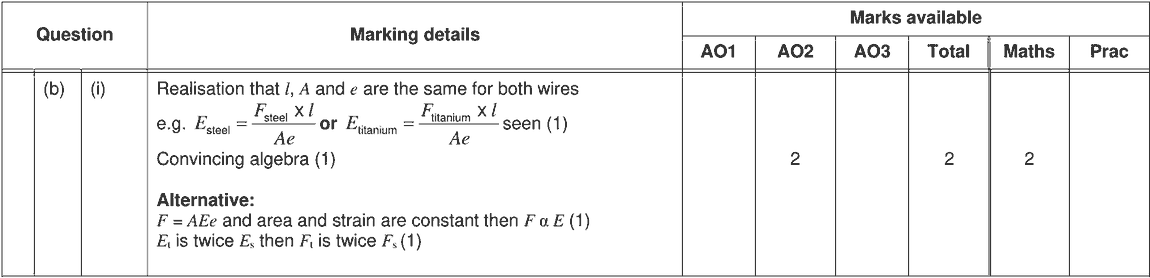 Question Marking details Marks available
AO1 AO2 AO3 Total Maths Prac
(b) (i) Realisation that l, A and e are the same for both wires
e.g. E_steel = (F_steel x l) / (Ae) or E_titanium = (F_titanium x l) / (Ae) seen (1)
Convincing algebra (1) 2 2 2
Alternative:
F = AEe and area and strain are constant then F α E (1)
E_t is twice E_s then F_t is twice F_s (1)